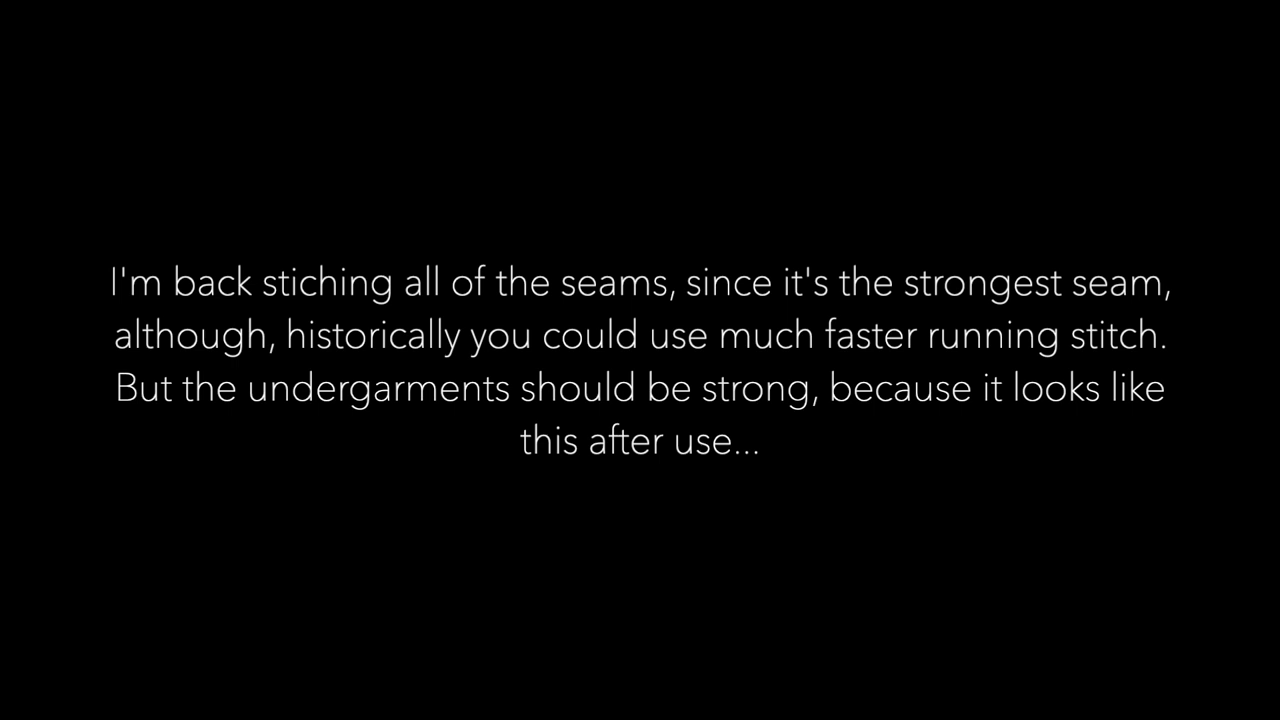 I'm back stiching all of the seams, since it's the strongest seam,
although, historically you could use much faster running stitch.
But the undergarments should be strong, because it looks like
this after use...